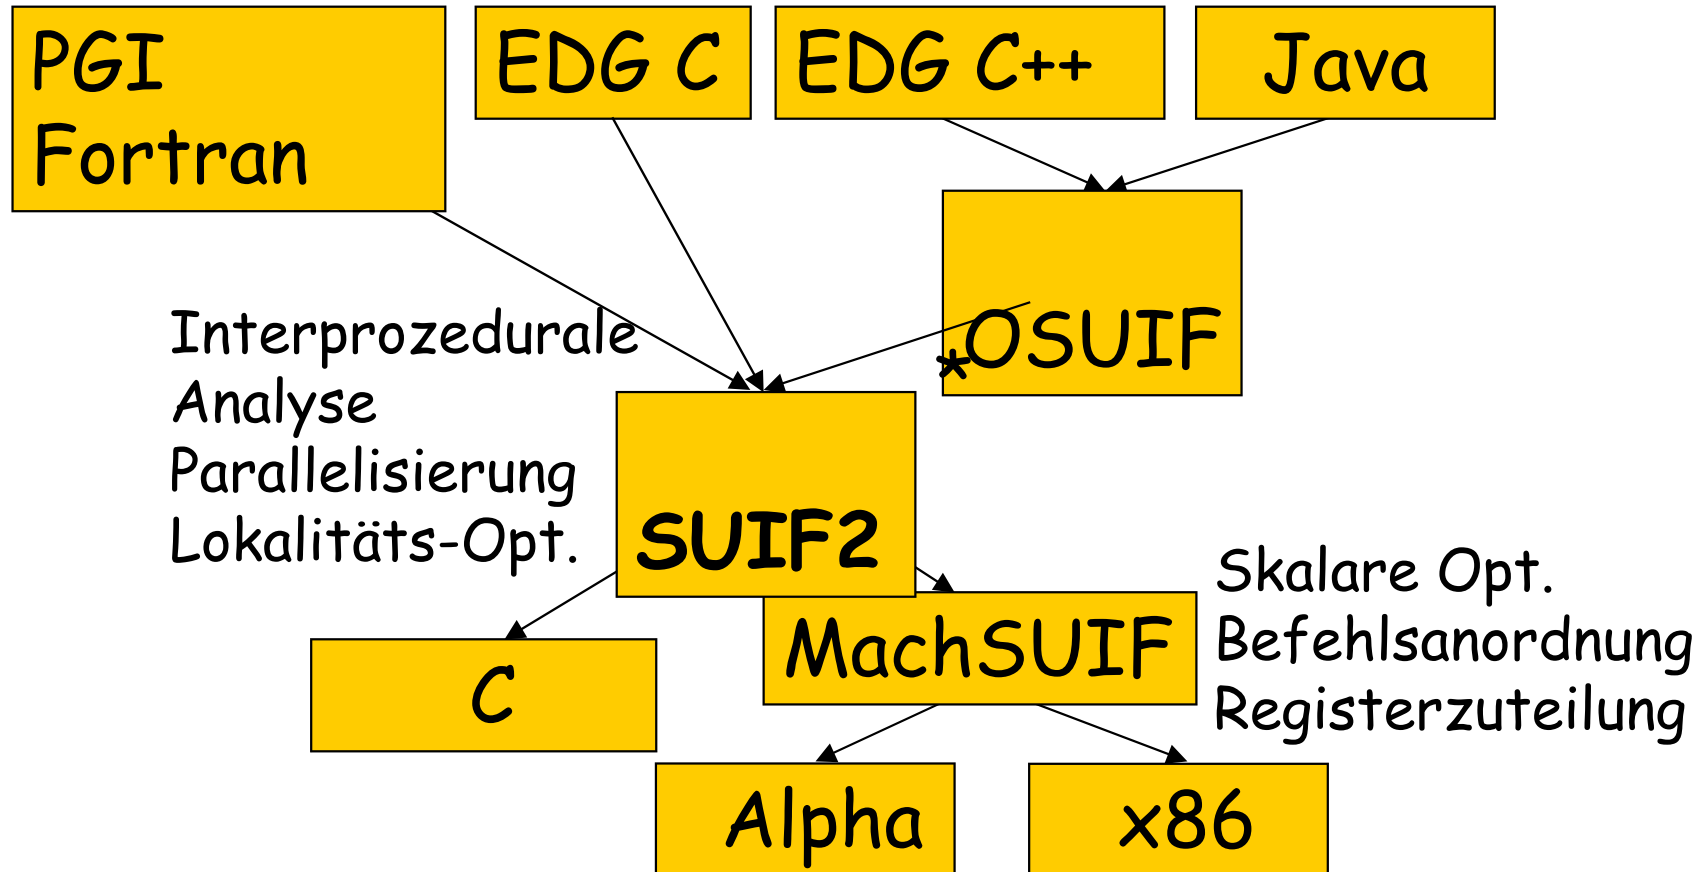 PGI
Fortran
EDG C
EDG C++
Java
*OSUIF
Interprozedurale
Analyse
Parallelisierung
Lokalitäts-Opt.
SUIF2
Skalare Opt.
Befehlsanordnung
Registerzuteilung
MachSUIF
C
Alpha
x86